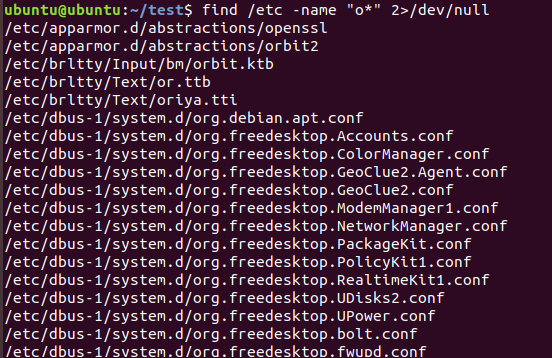 ubuntu@ubuntu:~/test$ find /etc -name "o*" 2>/dev/null
/etc/apparmor.d/abstractions/openssl
/etc/apparmor.d/abstractions/orbit2
/etc/brltty/Input/bm/orbit.ktb
/etc/brltty/Text/or.ttb
/etc/brltty/Text/oriya.tti
/etc/dbus-1/system.d/org.debian.apt.conf
/etc/dbus-1/system.d/org.freedesktop.Accounts.conf
/etc/dbus-1/system.d/org.freedesktop.ColorManager.conf
/etc/dbus-1/system.d/org.freedesktop.GeoClue2.Agent.conf
/etc/dbus-1/system.d/org.freedesktop.GeoClue2.conf
/etc/dbus-1/system.d/org.freedesktop.ModemManager1.conf
/etc/dbus-1/system.d/org.freedesktop.NetworkManager.conf
/etc/dbus-1/system.d/org.freedesktop.PackageKit.conf
/etc/dbus-1/system.d/org.freedesktop.PolicyKit1.conf
/etc/dbus-1/system.d/org.freedesktop.RealtimeKit1.conf
/etc/dbus-1/system.d/org.freedesktop.UDisks2.conf
/etc/dbus-1/system.d/org.freedesktop.UPower.conf
/etc/dbus-1/system.d/org.freedesktop.bolt.conf
/etc/dbus-1/system.d/org.freedesktop.fwupd.conf